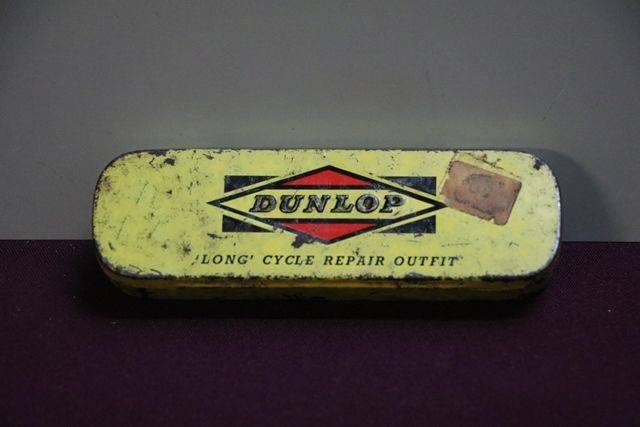 DUNLOP
'LONG' CYCLE REPAIR OUTFIT